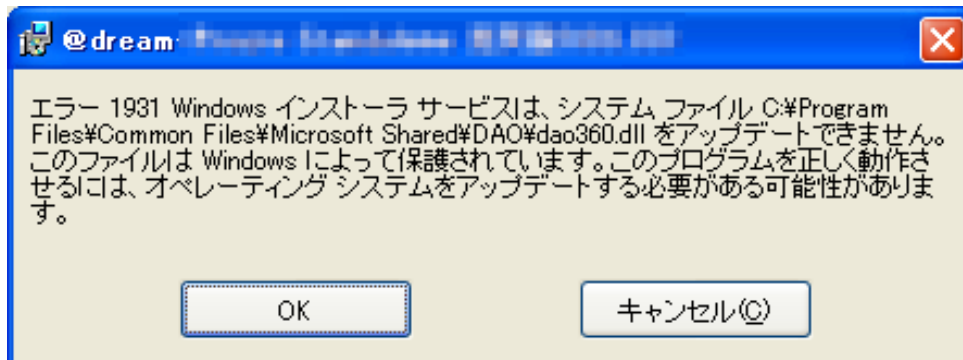 @dream
エラー 1931 Windows インストーラ サービスは、システム ファイル C:¥Program
Files¥Common Files¥Microsoft Shared¥DAO¥dao360.dll をアップデートできません。
このファイルは Windows によって保護されています。このプログラムを正しく動作さ
せるには、オペレーティング システムをアップデートする必要がある可能性がありま
す。
OK
キャンセル(C)